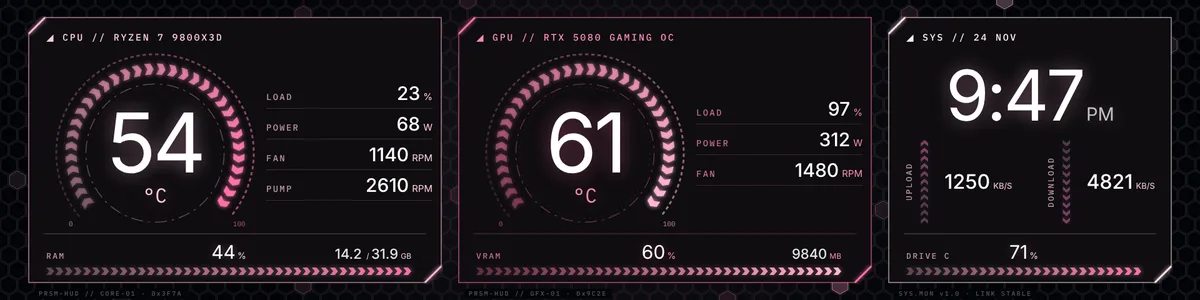 CPU // RYZEN 7 9800X3D
54
°C
0 100
LOAD 23 %
POWER 68 W
FAN 1140 RPM
PUMP 2610 RPM
RAM 44 % 14.2 / 31.9 GB
PRSM-HUD // CORE-01 · 0x3F7A
GPU // RTX 5080 GAMING OC
61
°C
0 100
LOAD 97 %
POWER 312 W
FAN 1480 RPM
VRAM 60 % 9840 MB
PRSM-HUD // GFX-01 · 0x9C2E
SYS // 24 NOV
9:47 PM
UPLOAD 1250 KB/S
DOWNLOAD 4821 KB/S
DRIVE C 71 %
SYS.MON v1.0 · LINK STABLE